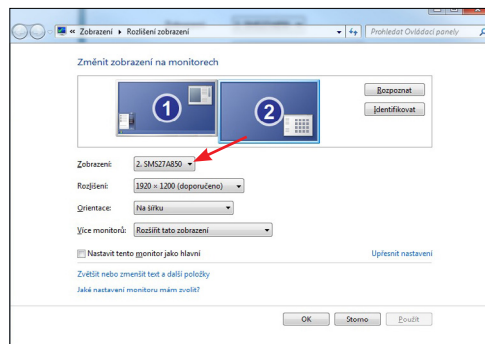 « Zobrazení ▸ Rozlišení zobrazení
Prohledat Ovládací panely
Změnit zobrazení na monitorech
1
2
Rozpoznat
Identifikovat
Zobrazení: 2. SMS27A850
Rozlišení: 1920 × 1200 (doporučeno)
Orientace: Na šířku
Více monitorů: Rozšířit tato zobrazení
Nastavit tento monitor jako hlavní
Upřesnit nastavení
Zvětšit nebo zmenšit text a další položky
Jaké nastavení monitoru mám zvolit?
OK Storno Použít